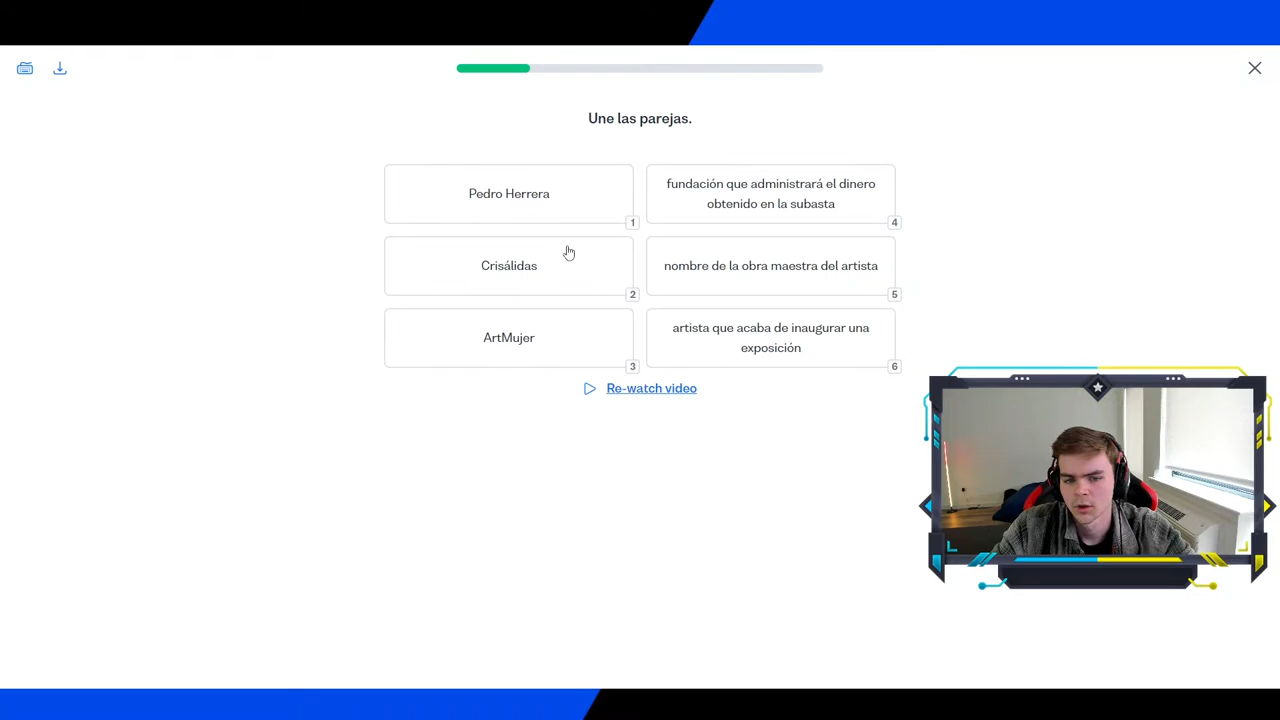 Une las parejas.
Pedro Herrera
1
fundación que administrará el dinero
obtenido en la subasta
4
Crisálidas
2
nombre de la obra maestra del artista
5
ArtMujer
3
artista que acaba de inaugurar una
exposición
6
Re-watch video